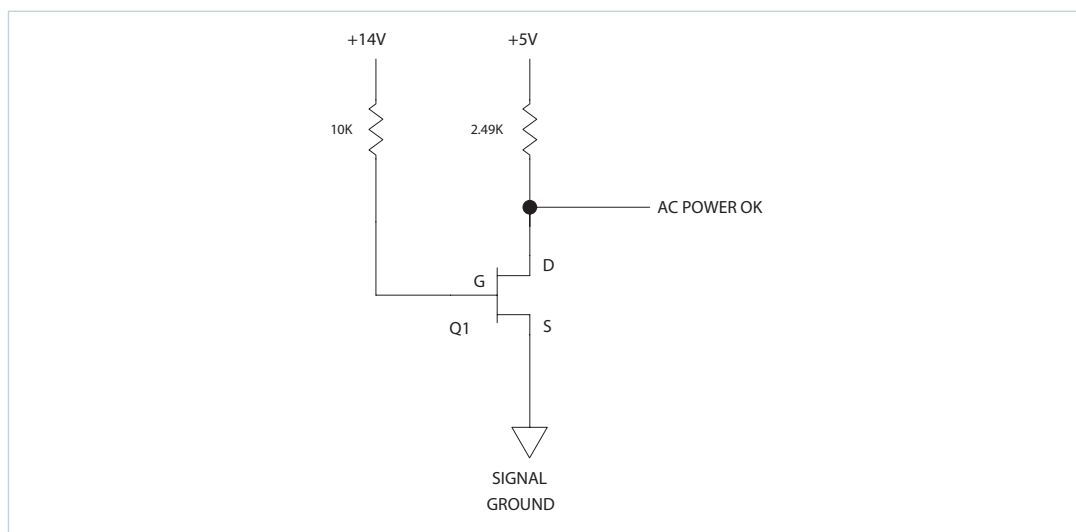 +14V
+5V
10K
2.49K
AC POWER OK
D
G
Q1
S
SIGNAL
GROUND